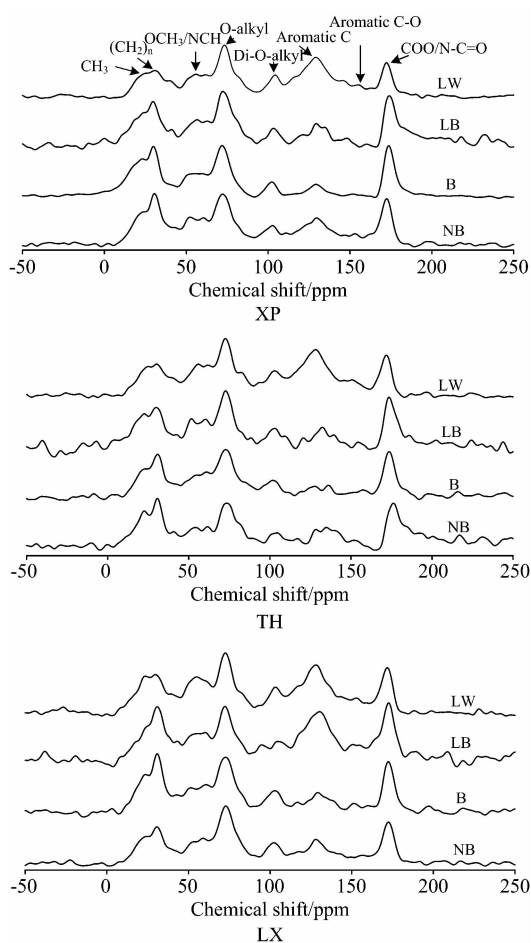 O-alkyl
Aromatic C-O
OCH₃/NCH
Aromatic C
(CH₂)n
Di-O-alkyl
COO/N-C=O
CH₃
LW
LB
B
NB
-50 0 50 100 150 200 250
Chemical shift/ppm
XP
LW
LB
B
NB
-50 0 50 100 150 200 250
Chemical shift/ppm
TH
LW
LB
B
NB
-50 0 50 100 150 200 250
Chemical shift/ppm
LX